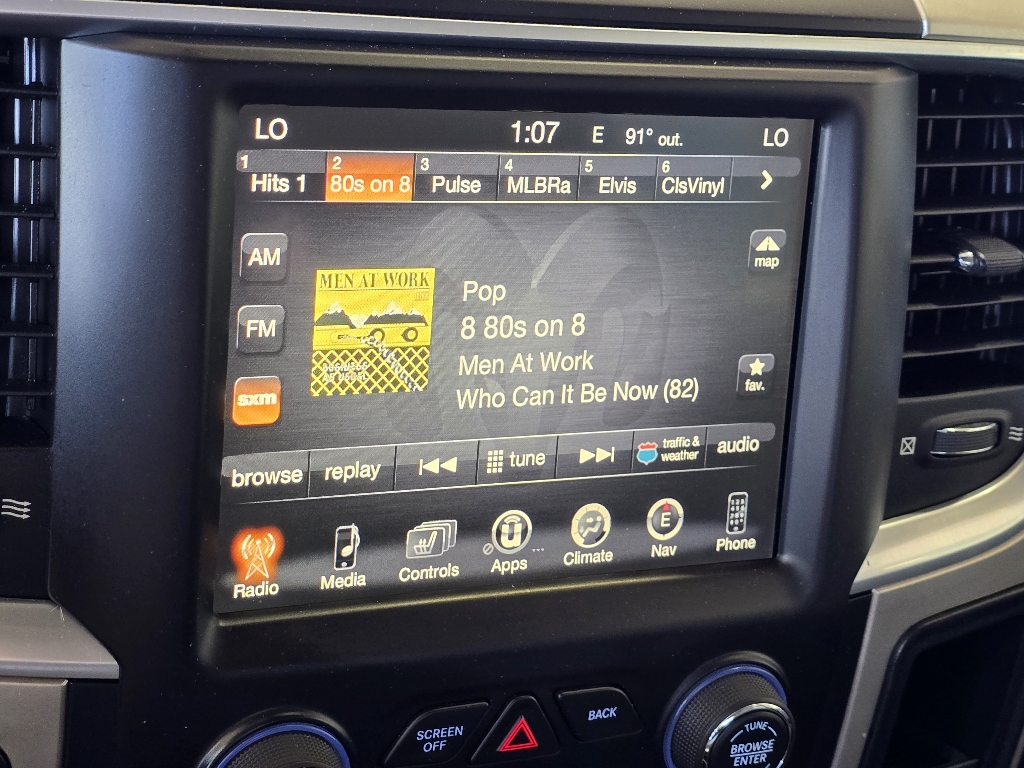 LO 1:07 E 91° out. LO
1 2 3 4 5 6
Hits 1 80s on 8 Pulse MLBRa Elvis ClsVinyl
AM
map
MEN AT WORK
Pop
FM
8 80s on 8
Men At Work
BUSINESS
AS USUAL
fav.
sxm
Who Can It Be Now (82)
browse replay tune traffic & weather audio
E
Radio Media Controls Apps Climate Nav Phone
SCREEN
OFF
BACK
TUNE
BROWSE
ENTER